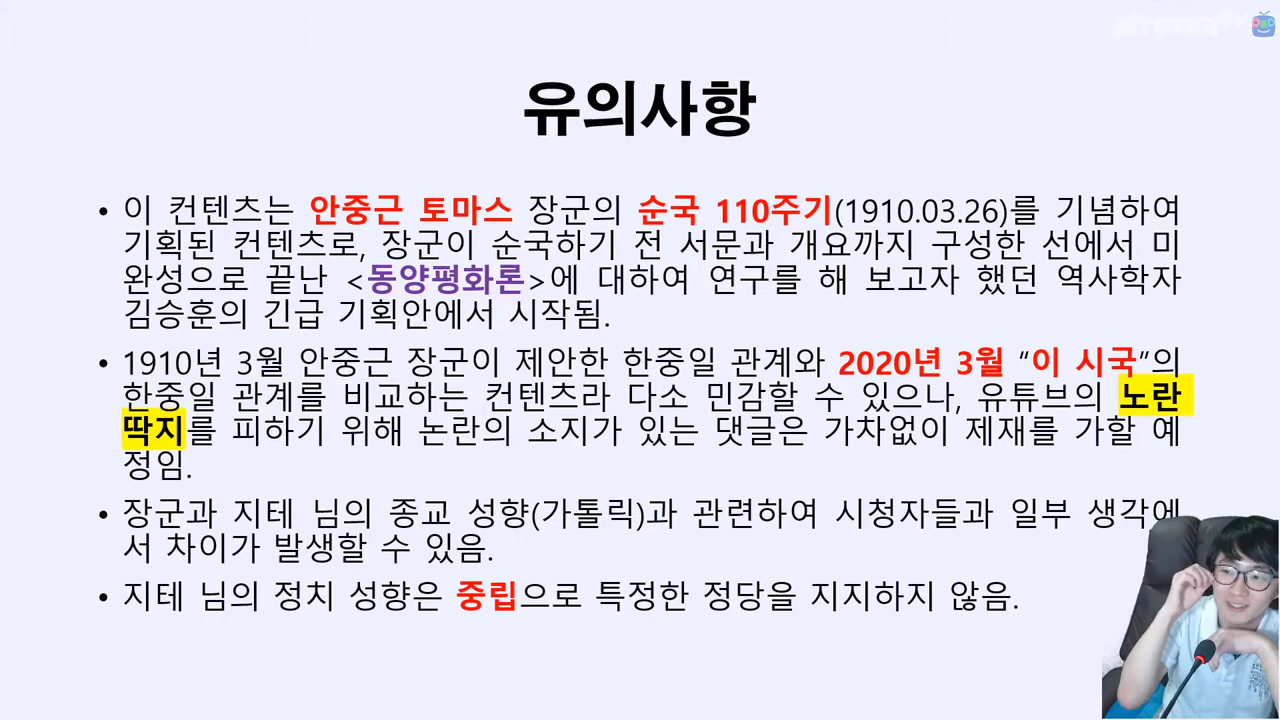 유의사항
• 이 컨텐츠는 안중근 토마스 장군의 순국 110주기(1910.03.26)를 기념하여
기획된 컨텐츠로, 장군이 순국하기 전 서문과 개요까지 구성한 선에서 미
완성으로 끝난 <동양평화론>에 대하여 연구를 해 보고자 했던 역사학자
김승훈의 긴급 기획안에서 시작됨.
• 1910년 3월 안중근 장군이 제안한 한중일 관계와 2020년 3월 “이 시국”의
한중일 관계를 비교하는 컨텐츠라 다소 민감할 수 있으나, 유튜브의 노란
딱지를 피하기 위해 논란의 소지가 있는 댓글은 가차없이 제재를 가할 예
정임.
• 장군과 지테 님의 종교 성향(가톨릭)과 관련하여 시청자들과 일부 생각에
서 차이가 발생할 수 있음.
• 지테 님의 정치 성향은 중립으로 특정한 정당을 지지하지 않음.